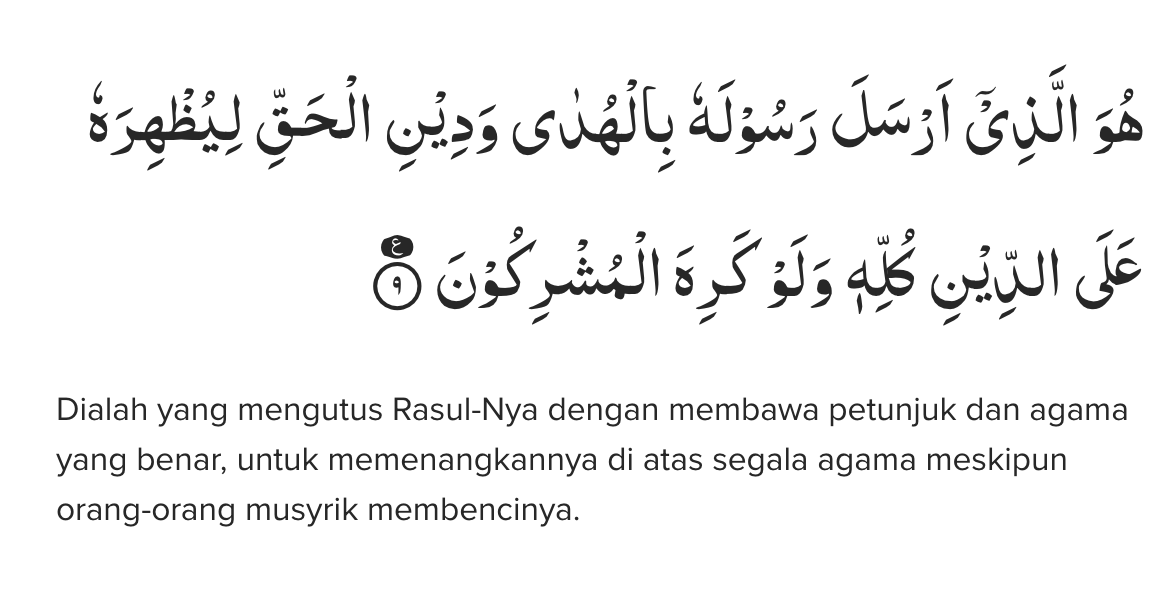 هُوَ الَّذِيْٓ اَرْسَلَ رَسُوْلَهٗ بِالْهُدٰى وَدِيْنِ الْحَقِّ لِيُظْهِرَهٗ
عَلَى الدِّيْنِ كُلِّهٖ وَلَوْ كَرِهَ الْمُشْرِكُوْنَ ࣖ ٩
Dialah yang mengutus Rasul-Nya dengan membawa petunjuk dan agama
yang benar, untuk memenangkannya di atas segala agama meskipun
orang-orang musyrik membencinya.